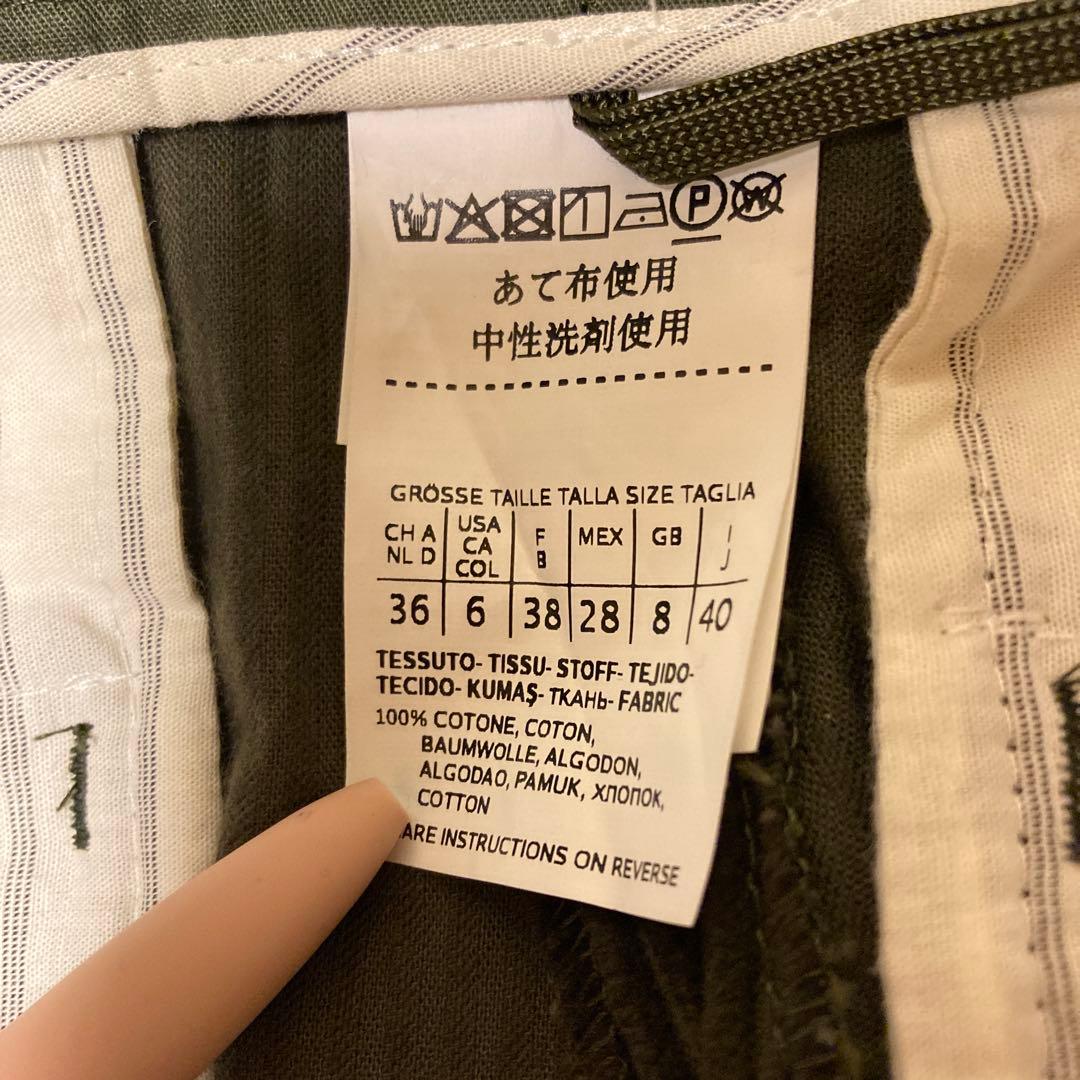 P W
あて布使用
中性洗剤使用
GRÖSSE TAILLE TALLA SIZE TAGLIA
CH A NL D USA CA COL F B MEX GB I J
36 6 38 28 8 40
TESSUTO- TISSU- STOFF- TEJIDO-
TECIDO- KUMAŞ- ТКАНЬ- FABRIC
100% COTONE, COTON,
BAUMWOLLE, ALGODON,
ALGODAO, PAMUK, ХЛОПОК,
COTTON
ARE INSTRUCTIONS ON REVERSE